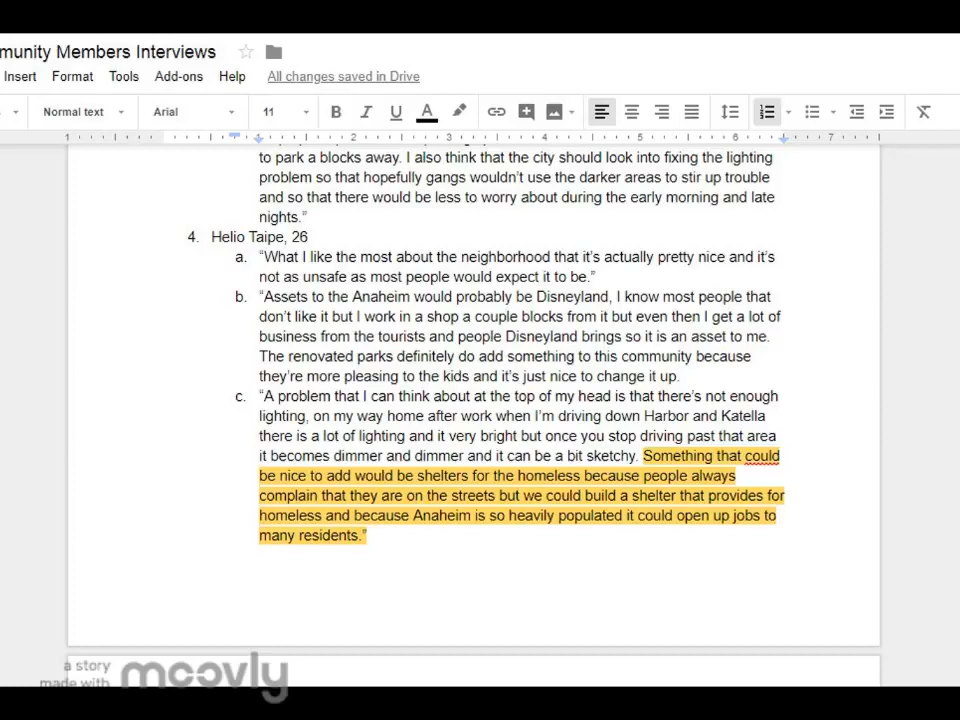 munity Members Interviews
Insert Format Tools Add-ons Help All changes saved in Drive
Normal text Arial 11 B I U A
1 1 2 3 4 5 6 7
to park a blocks away. I also think that the city should look into fixing the lighting
problem so that hopefully gangs wouldn't use the darker areas to stir up trouble
and so that there would be less to worry about during the early morning and late
nights."
4. Helio Taipe, 26
a. “What I like the most about the neighborhood that it's actually pretty nice and it's
not as unsafe as most people would expect it to be.”
b. “Assets to the Anaheim would probably be Disneyland, I know most people that
don't like it but I work in a shop a couple blocks from it but even then I get a lot of
business from the tourists and people Disneyland brings so it is an asset to me.
The renovated parks definitely do add something to this community because
they're more pleasing to the kids and it's just nice to change it up.
c. “A problem that I can think about at the top of my head is that there's not enough
lighting, on my way home after work when I'm driving down Harbor and Katella
there is a lot of lighting and it very bright but once you stop driving past that area
it becomes dimmer and dimmer and it can be a bit sketchy. Something that could
be nice to add would be shelters for the homeless because people always
complain that they are on the streets but we could build a shelter that provides for
homeless and because Anaheim is so heavily populated it could open up jobs to
many residents.”
a story
made with moovly